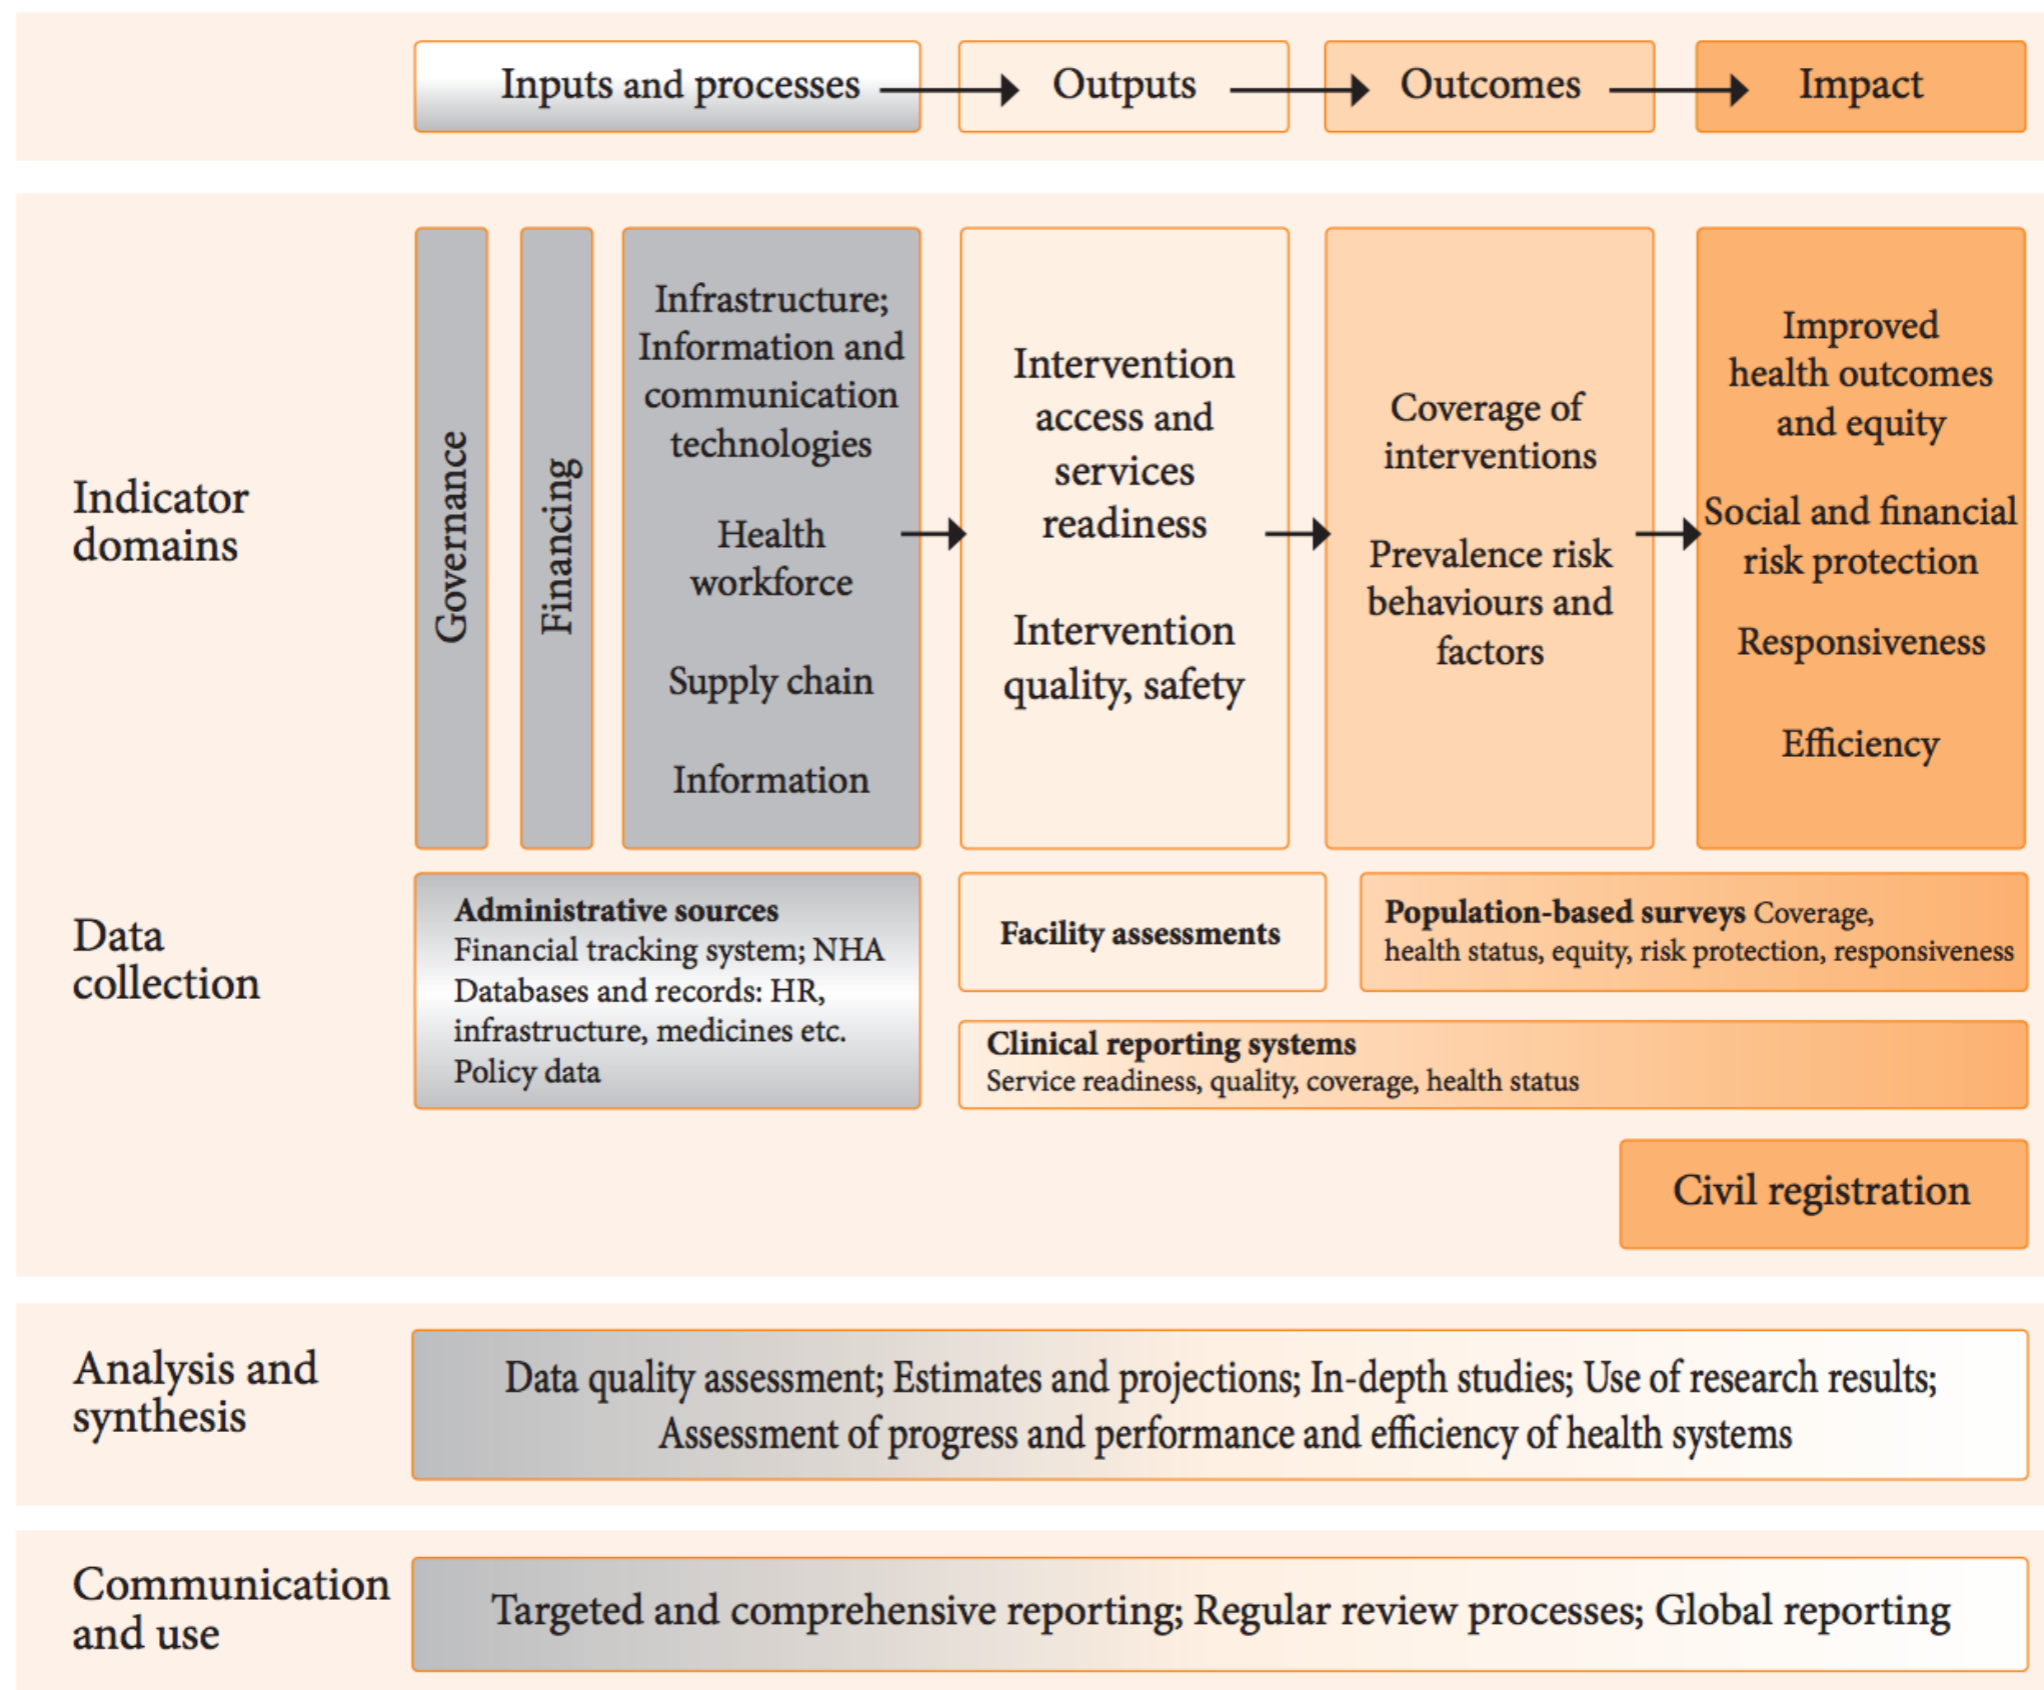 Inputs and processes
Outputs
Outcomes
Impact
Indicator
domains
Governance
Financing
Infrastructure;
Information and
communication
technologies
Health
workforce
Supply chain
Information
Intervention
access and
services
readiness
Intervention
quality, safety
Coverage of
interventions
Prevalence risk
behaviours and
factors
Improved
health outcomes
and equity
Social and financial
risk protection
Responsiveness
Efficiency
Data
collection
Administrative sources
Financial tracking system; NHA
Databases and records: HR,
infrastructure, medicines etc.
Policy data
Facility assessments
Population-based surveys Coverage,
health status, equity, risk protection, responsiveness
Clinical reporting systems
Service readiness, quality, coverage, health status
Civil registration
Analysis and
synthesis
Data quality assessment; Estimates and projections; In-depth studies; Use of research results;
Assessment of progress and performance and efficiency of health systems
Communication
and use
Targeted and comprehensive reporting; Regular review processes; Global reporting